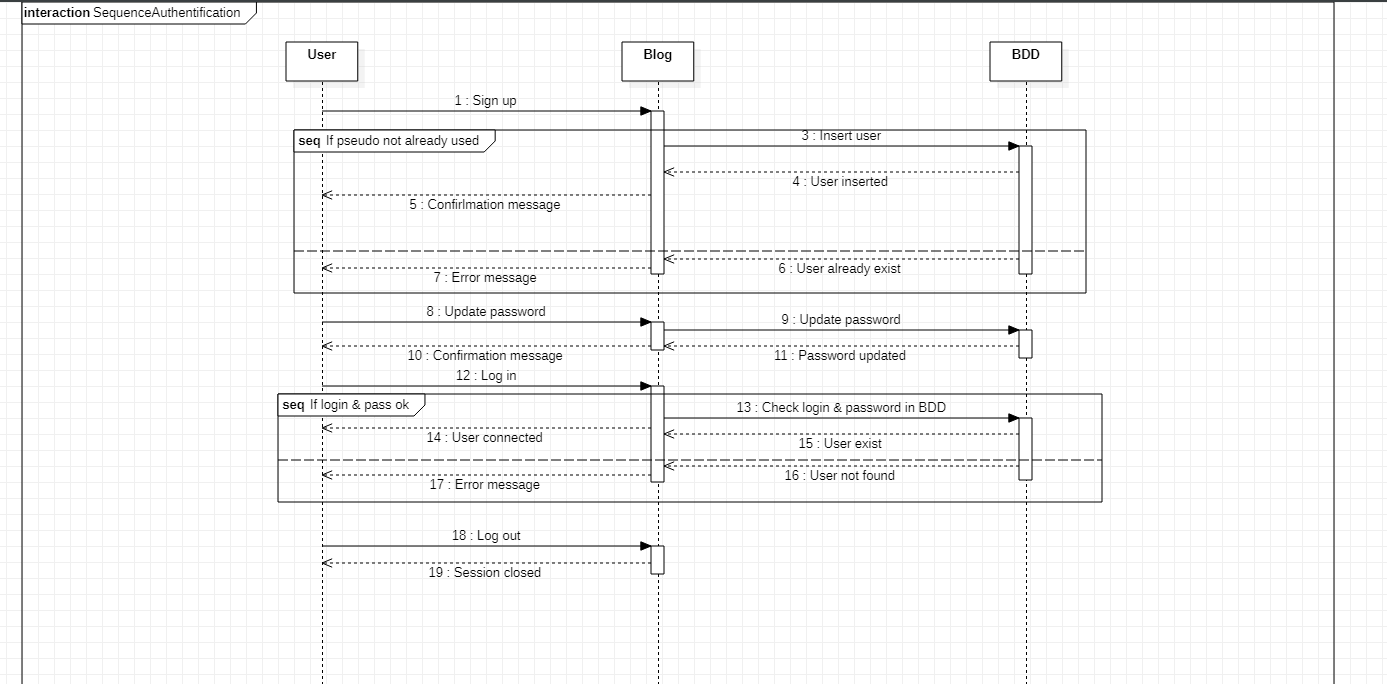 interaction SequenceAuthentification
User
Blog
BDD
1 : Sign up
seq If pseudo not already used
3 : Insert user
4 : User inserted
5 : Confirlmation message
6 : User already exist
7 : Error message
8 : Update password
9 : Update password
10 : Confirmation message
11 : Password updated
12 : Log in
seq If login & pass ok
13 : Check login & password in BDD
14 : User connected
15 : User exist
16 : User not found
17 : Error message
18 : Log out
19 : Session closed